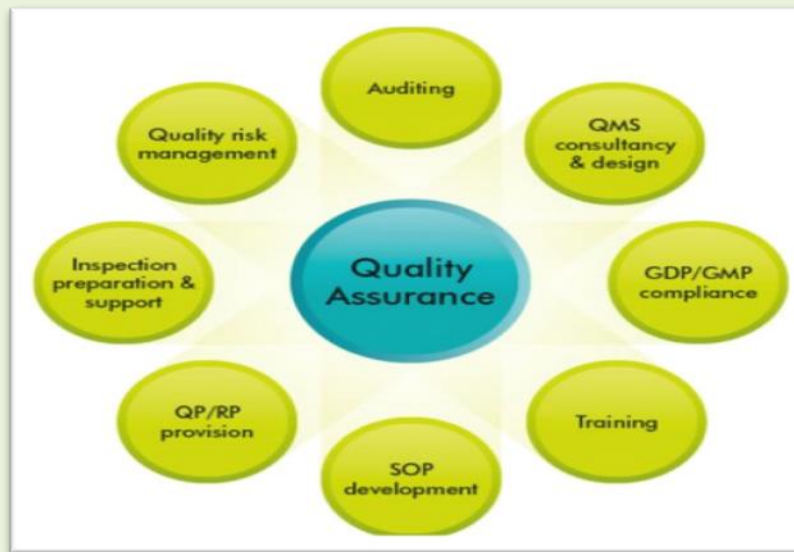 Auditing
QMS
consultancy
& design
GDP/GMP
compliance
Training
SOP
development
QP/RP
provision
Inspection
preparation &
support
Quality risk
management
Quality
Assurance